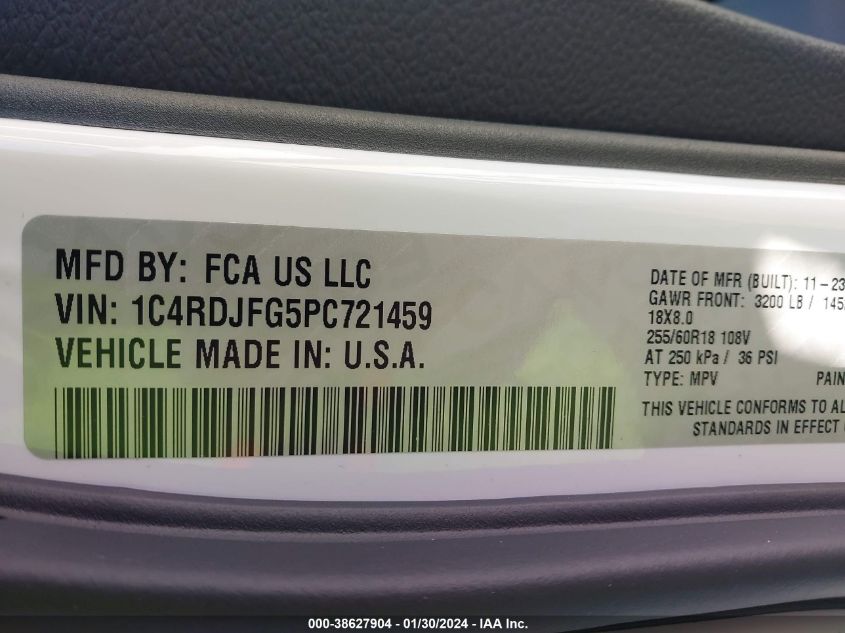 MFD BY: FCA US LLC
VIN: 1C4RDJFG5PC721459
VEHICLE MADE IN: U.S.A.
DATE OF MFR (BUILT): 11-23
GAWR FRONT: 3200 LB / 145
18X8.0
255/60R18 108V
AT 250 kPa / 36 PSI
TYPE: MPV PAIN
THIS VEHICLE CONFORMS TO AL
STANDARDS IN EFFECT
000-38627904 - 01/30/2024 - IAA Inc.